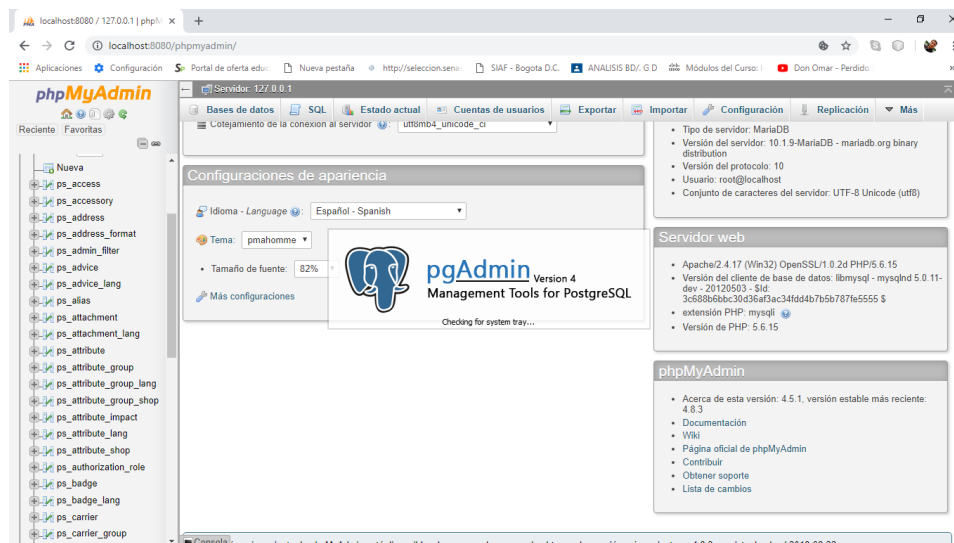 localhost:8080 / 127.0.0.1 | phpM
localhost:8080/phpmyadmin/
Aplicaciones
Configuración
Portal de oferta educ
Nueva pestaña
http://seleccion.sena
SIAF - Bogota D.C.
ANALISIS BD/. G D
Módulos del Curso:
Don Omar - Perdido
phpMyAdmin
Reciente
Favoritas
Nueva
ps_access
ps_accessory
ps_address
ps_address_format
ps_admin_filter
ps_advice
ps_advice_lang
ps_alias
ps_attachment
ps_attachment_lang
ps_attribute
ps_attribute_group
ps_attribute_group_lang
ps_attribute_group_shop
ps_attribute_impact
ps_attribute_lang
ps_attribute_shop
ps_authorization_role
ps_badge
ps_badge_lang
ps_carrier
ps_carrier_group
Servidor: 127.0.0.1
Bases de datos
SQL
Estado actual
Cuentas de usuarios
Exportar
Importar
Configuración
Replicación
Más
Cotejamiento de la conexión al servidor
utf8mb4_unicode_ci
Configuraciones de apariencia
Idioma - Language
Español - Spanish
Tema:
pmahomme
Tamaño de fuente:
82%
Más configuraciones
pgAdmin Version 4
Management Tools for PostgreSQL
Checking for system tray...
Tipo de servidor: MariaDB
Versión del servidor: 10.1.9-MariaDB - mariadb.org binary
distribution
Versión del protocolo: 10
Usuario: root@localhost
Conjunto de caracteres del servidor: UTF-8 Unicode (utf8)
Servidor web
Apache/2.4.17 (Win32) OpenSSL/1.0.2d PHP/5.6.15
Versión del cliente de base de datos: libmysql - mysqlnd 5.0.11-
dev - 20120503 - $Id:
3c688b6bbc30d36af3ac34fdd4b7b5b787fe5555 $
extensión PHP: mysqli
Versión de PHP: 5.6.15
phpMyAdmin
Acerca de esta versión: 4.5.1, versión estable más reciente:
4.8.3
Documentación
Wiki
Página oficial de phpMyAdmin
Contribuir
Obtener soporte
Lista de cambios
Consola